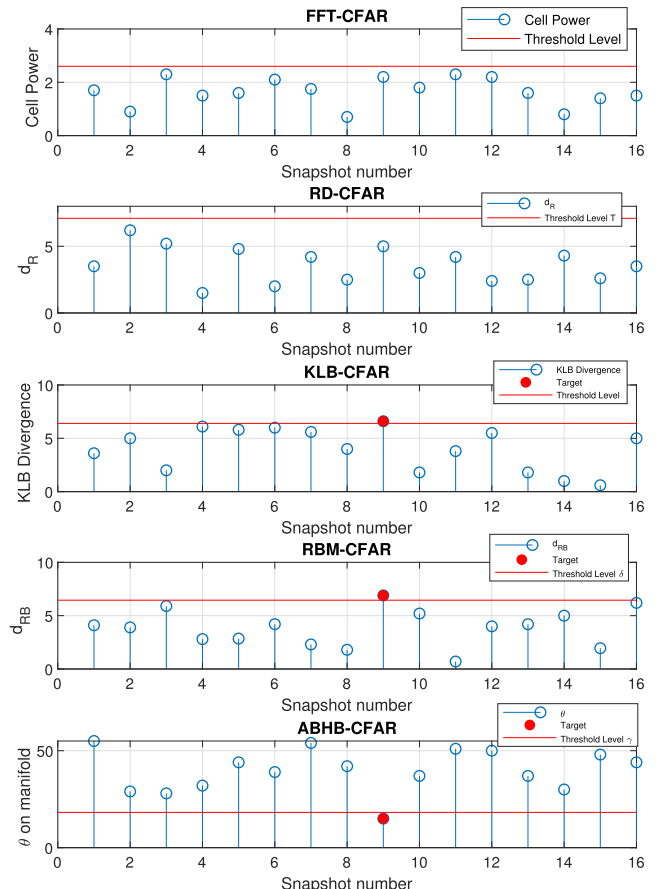 FFT-CFAR
Cell Power
Threshold Level
Cell Power
4
2
0
0 2 4 6 8 10 12 14 16
Snapshot number
RD-CFAR
d_R
Threshold Level T
d_R
5
0
0 2 4 6 8 10 12 14 16
Snapshot number
KLB-CFAR
KLB Divergence
Target
Threshold Level
KLB Divergence
10
5
0
0 2 4 6 8 10 12 14 16
Snapshot number
RBM-CFAR
d_RB
Target
Threshold Level δ
d_RB
10
5
0
0 2 4 6 8 10 12 14 16
Snapshot number
ABHB-CFAR
θ
Target
Threshold Level γ
θ on manifold
50
0
0 2 4 6 8 10 12 14 16
Snapshot number